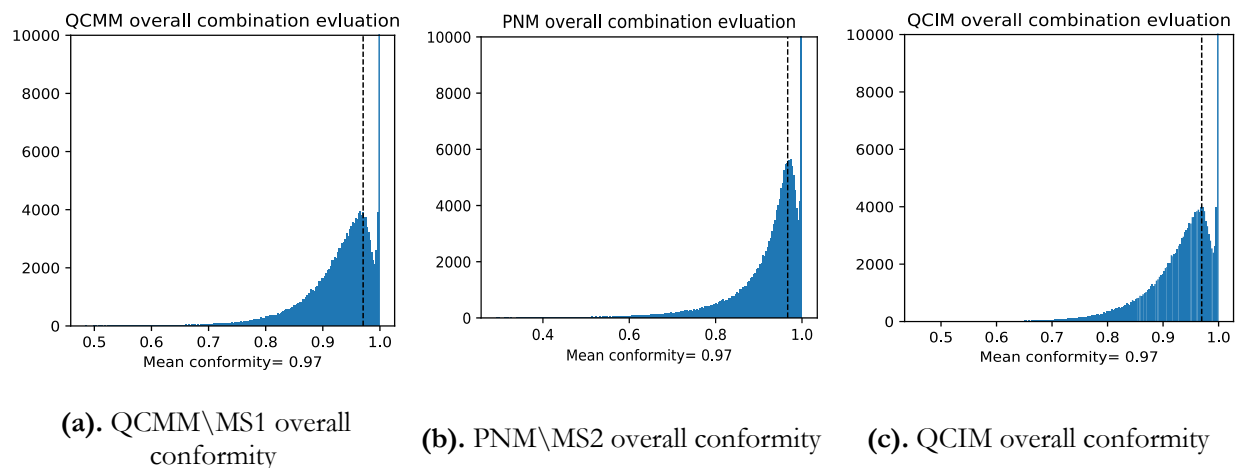 QCMM overall combination evluation
10000
8000
6000
4000
2000
0
0.5 0.6 0.7 0.8 0.9 1.0
Mean conformity= 0.97
(a). QCMM\MS1 overall
conformity
PNM overall combination evluation
10000
8000
6000
4000
2000
0
0.4 0.6 0.8 1.0
Mean conformity= 0.97
(b). PNM\MS2 overall conformity
QCIM overall combination evluation
10000
8000
6000
4000
2000
0
0.5 0.6 0.7 0.8 0.9 1.0
Mean conformity= 0.97
(c). QCIM overall conformity